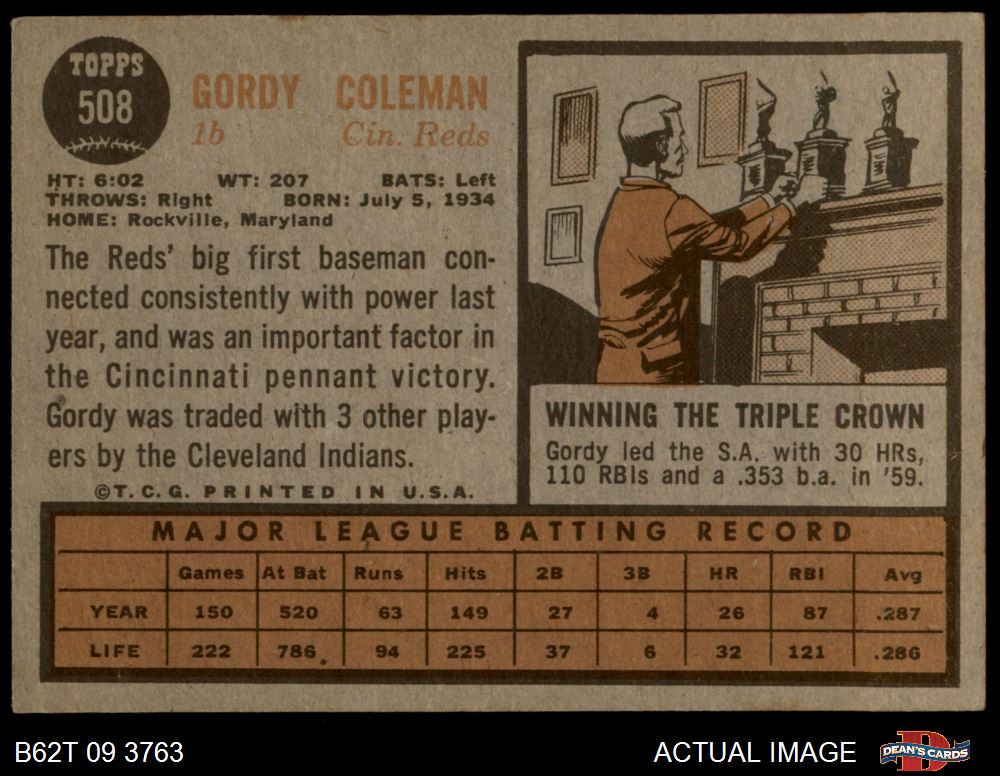 TOPPS
508
GORDY COLEMAN
1b Cin. Reds
HT: 6:02 WT: 207 BATS: Left
THROWS: Right BORN: July 5, 1934
HOME: Rockville, Maryland
The Reds' big first baseman con-
nected consistently with power last
year, and was an important factor in
the Cincinnati pennant victory.
Gordy was traded with 3 other play-
ers by the Cleveland Indians.
©T.C.G. PRINTED IN U.S.A.
WINNING THE TRIPLE CROWN
Gordy led the S.A. with 30 HRs,
110 RBIs and a .353 b.a. in '59.
MAJOR LEAGUE BATTING RECORD
Games At Bat Runs Hits 2B 3B HR RBI Avg
YEAR 150 520 63 149 27 4 26 87 .287
LIFE 222 786 94 225 37 6 32 121 .286
B62T 09 3763
ACTUAL IMAGE
D
DEAN'S CARDS